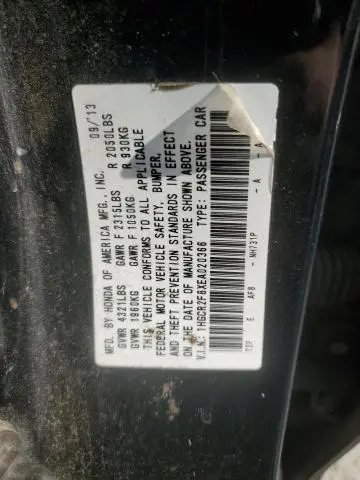 MFD. BY HONDA OF AMERICA MFG., INC. 09/13
GVWR 4321LBS GAWR F 2315LBS R 2050LBS
GVWR 1960KG GAWR F 1050KG R 930KG
THIS VEHICLE CONFORMS TO ALL APPLICABLE
FEDERAL MOTOR VEHICLE SAFETY, BUMPER,
AND THEFT PREVENTION STANDARDS IN EFFECT
ON THE DATE OF MANUFACTURE SHOWN ABOVE.
V.I.N.: 1HGCR2F8XEA020366 TYPE: PASSENGER CAR
T2F E AF8 - NH731P - A - A